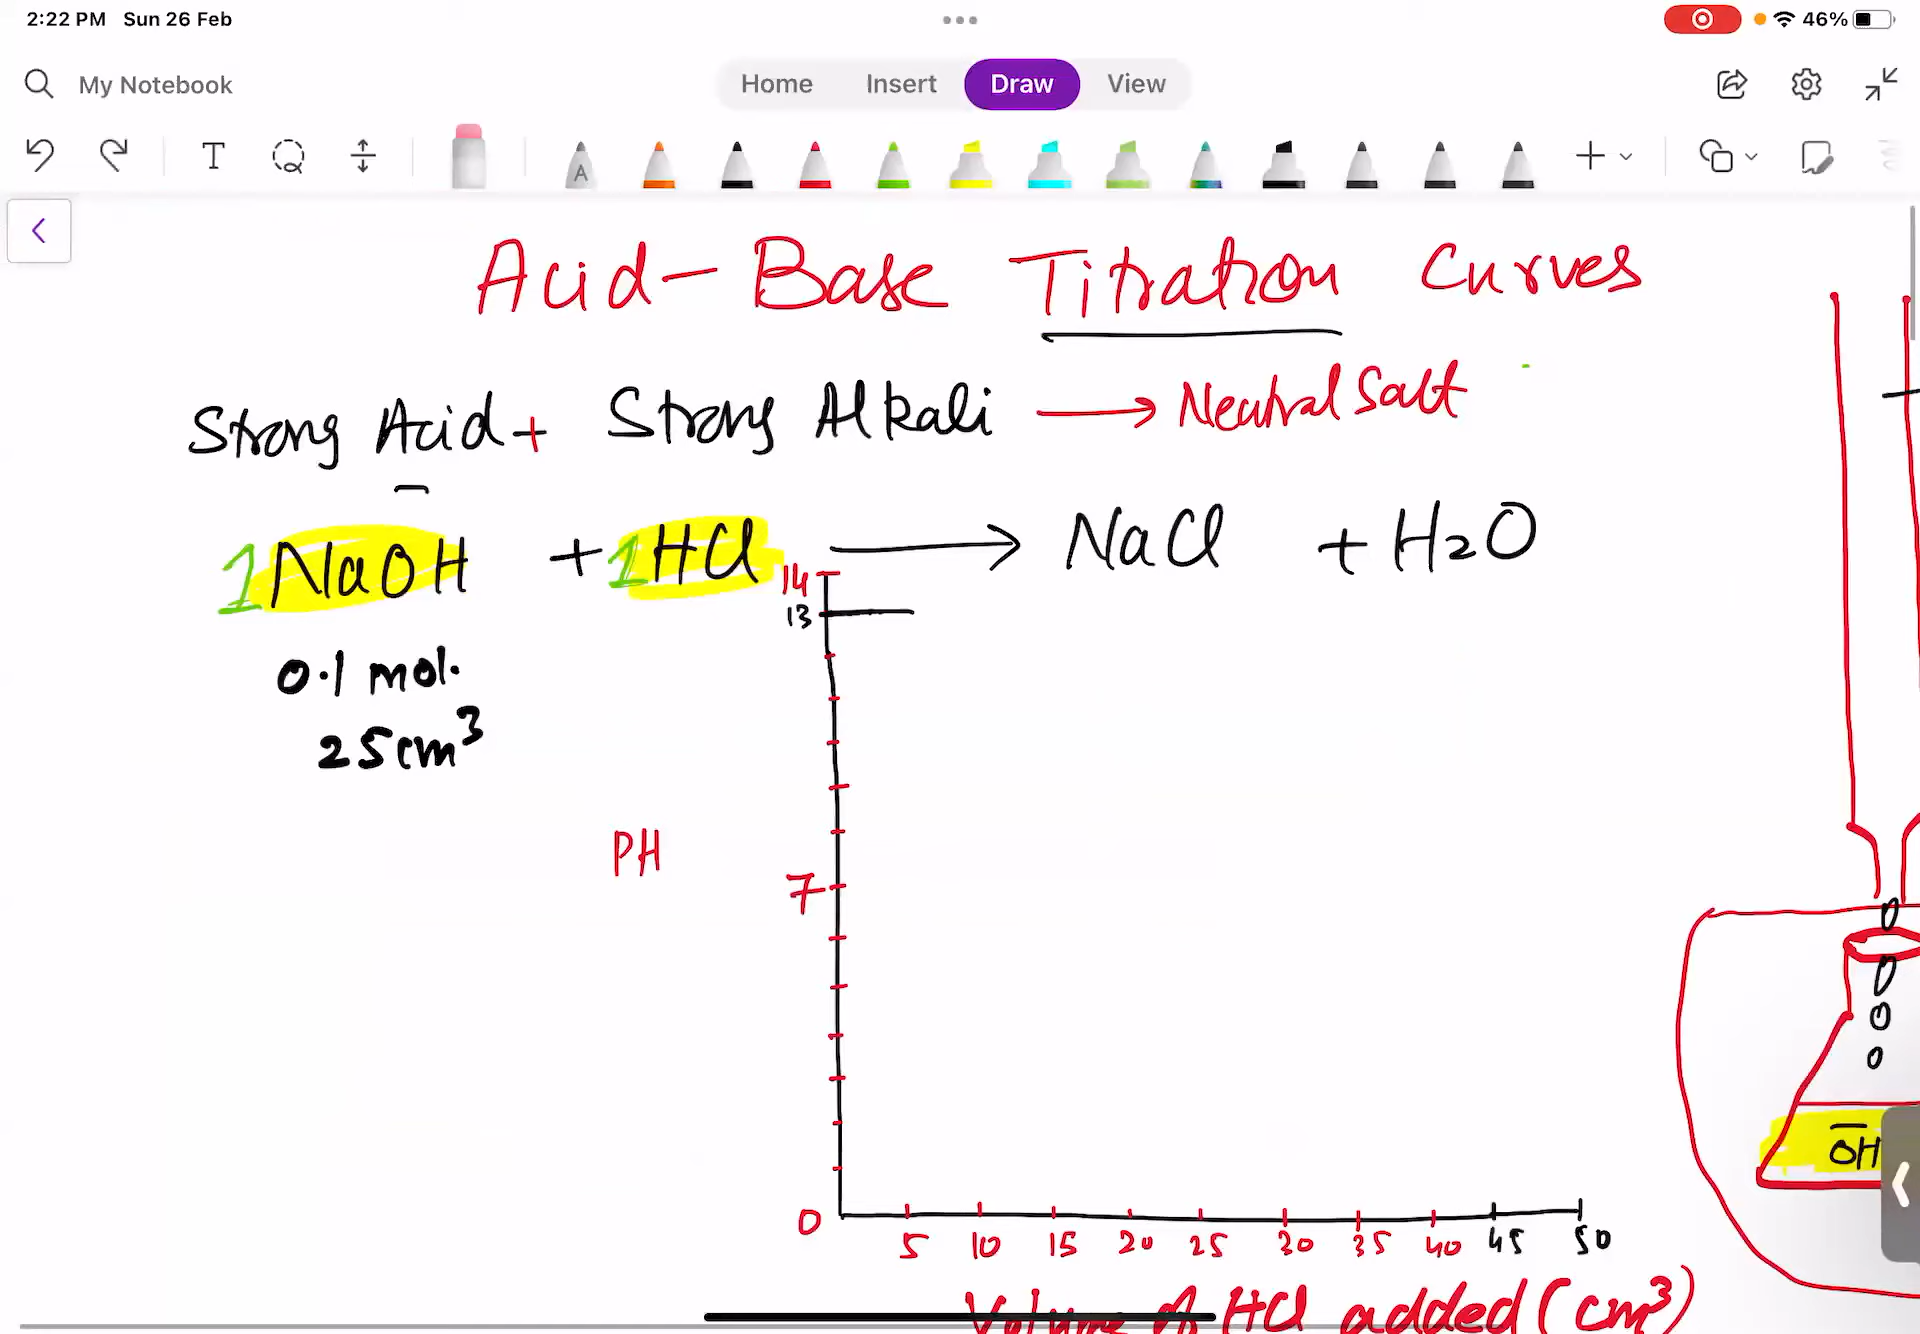 2:22 PM Sun 26 Feb
46%
My Notebook
Home Insert Draw View
T
A
Acid-Base Titration Curves
Strong Acid + Strong Alkali → Neutral Salt
1NaOH + 1HCl → NaCl + H2O
0.1 mol.
25cm³
14
13
PH
7
0
5 10 15 20 25 30 35 40 45 50
Volume of HCl added (cm³)
OH